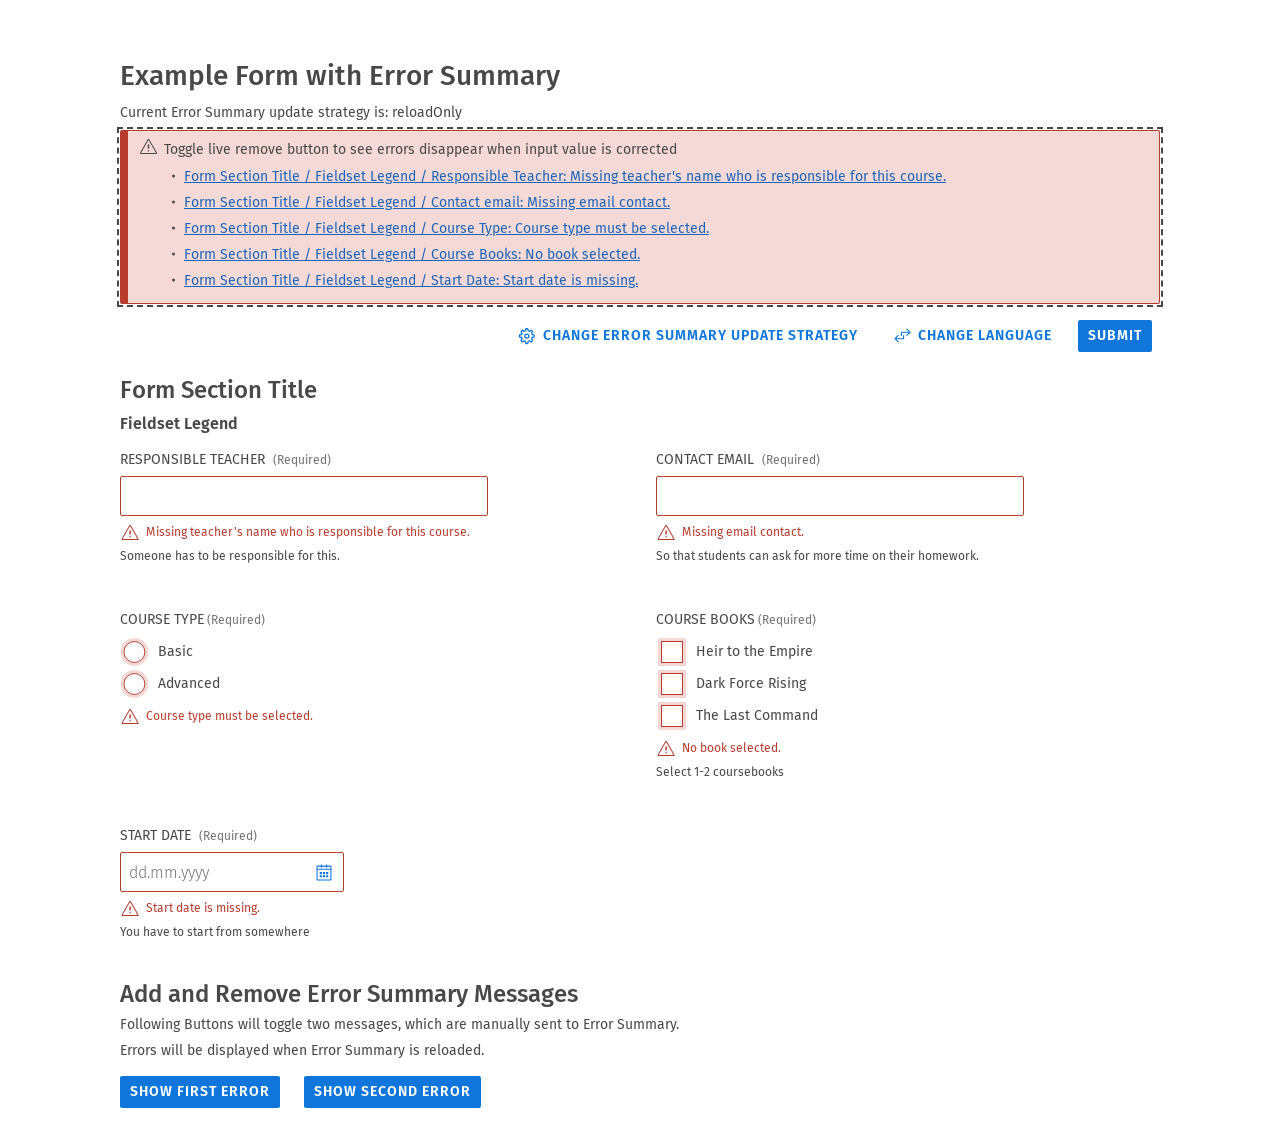 Example Form with Error Summary
Current Error Summary update strategy is: reloadOnly
Toggle live remove button to see errors disappear when input value is corrected
Form Section Title / Fieldset Legend / Responsible Teacher: Missing teacher's name who is responsible for this course.
Form Section Title / Fieldset Legend / Contact email: Missing email contact.
Form Section Title / Fieldset Legend / Course Type: Course type must be selected.
Form Section Title / Fieldset Legend / Course Books: No book selected.
Form Section Title / Fieldset Legend / Start Date: Start date is missing.
CHANGE ERROR SUMMARY UPDATE STRATEGY CHANGE LANGUAGE SUBMIT
Form Section Title
Fieldset Legend
RESPONSIBLE TEACHER (Required)
Missing teacher's name who is responsible for this course.
Someone has to be responsible for this.
CONTACT EMAIL (Required)
Missing email contact.
So that students can ask for more time on their homework.
COURSE TYPE (Required)
Basic
Advanced
Course type must be selected.
COURSE BOOKS (Required)
Heir to the Empire
Dark Force Rising
The Last Command
No book selected.
Select 1-2 coursebooks
START DATE (Required)
dd.mm.yyyy
Start date is missing.
You have to start from somewhere
Add and Remove Error Summary Messages
Following Buttons will toggle two messages, which are manually sent to Error Summary.
Errors will be displayed when Error Summary is reloaded.
SHOW FIRST ERROR SHOW SECOND ERROR